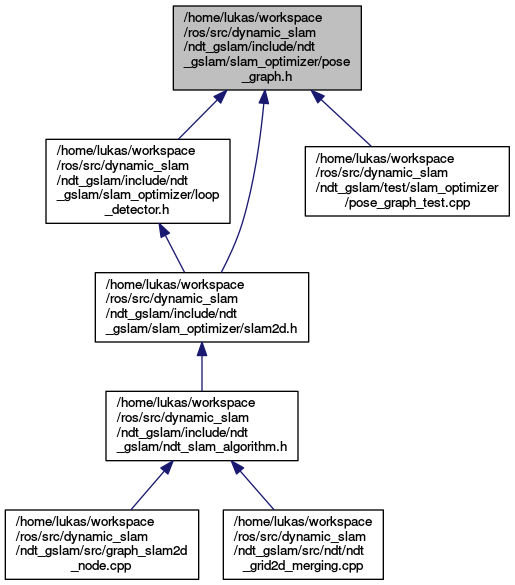 /home/lukas/workspace
/ros/src/dynamic_slam
/ndt_gslam/include/ndt
_gslam/slam_optimizer/pose
_graph.h
/home/lukas/workspace
/ros/src/dynamic_slam
/ndt_gslam/include/ndt
_gslam/slam_optimizer/loop
_detector.h
/home/lukas/workspace
/ros/src/dynamic_slam
/ndt_gslam/test/slam_optimizer
/pose_graph_test.cpp
/home/lukas/workspace
/ros/src/dynamic_slam
/ndt_gslam/include/ndt
_gslam/slam_optimizer/slam2d.h
/home/lukas/workspace
/ros/src/dynamic_slam
/ndt_gslam/include/ndt
_gslam/ndt_slam_algorithm.h
/home/lukas/workspace
/ros/src/dynamic_slam
/ndt_gslam/src/graph_slam2d
_node.cpp
/home/lukas/workspace
/ros/src/dynamic_slam
/ndt_gslam/src/ndt/ndt
_grid2d_merging.cpp